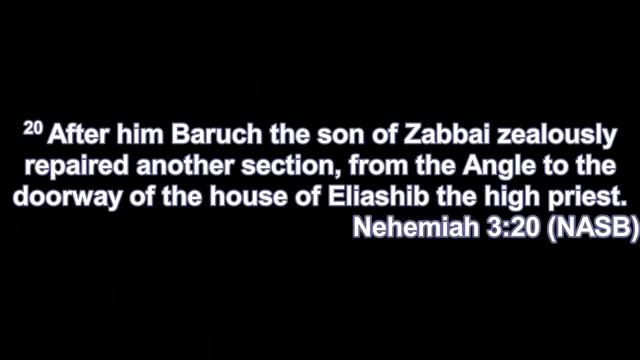 20 After him Baruch the son of Zabbai zealously
repaired another section, from the Angle to the
doorway of the house of Eliashib the high priest.
Nehemiah 3:20 (NASB)